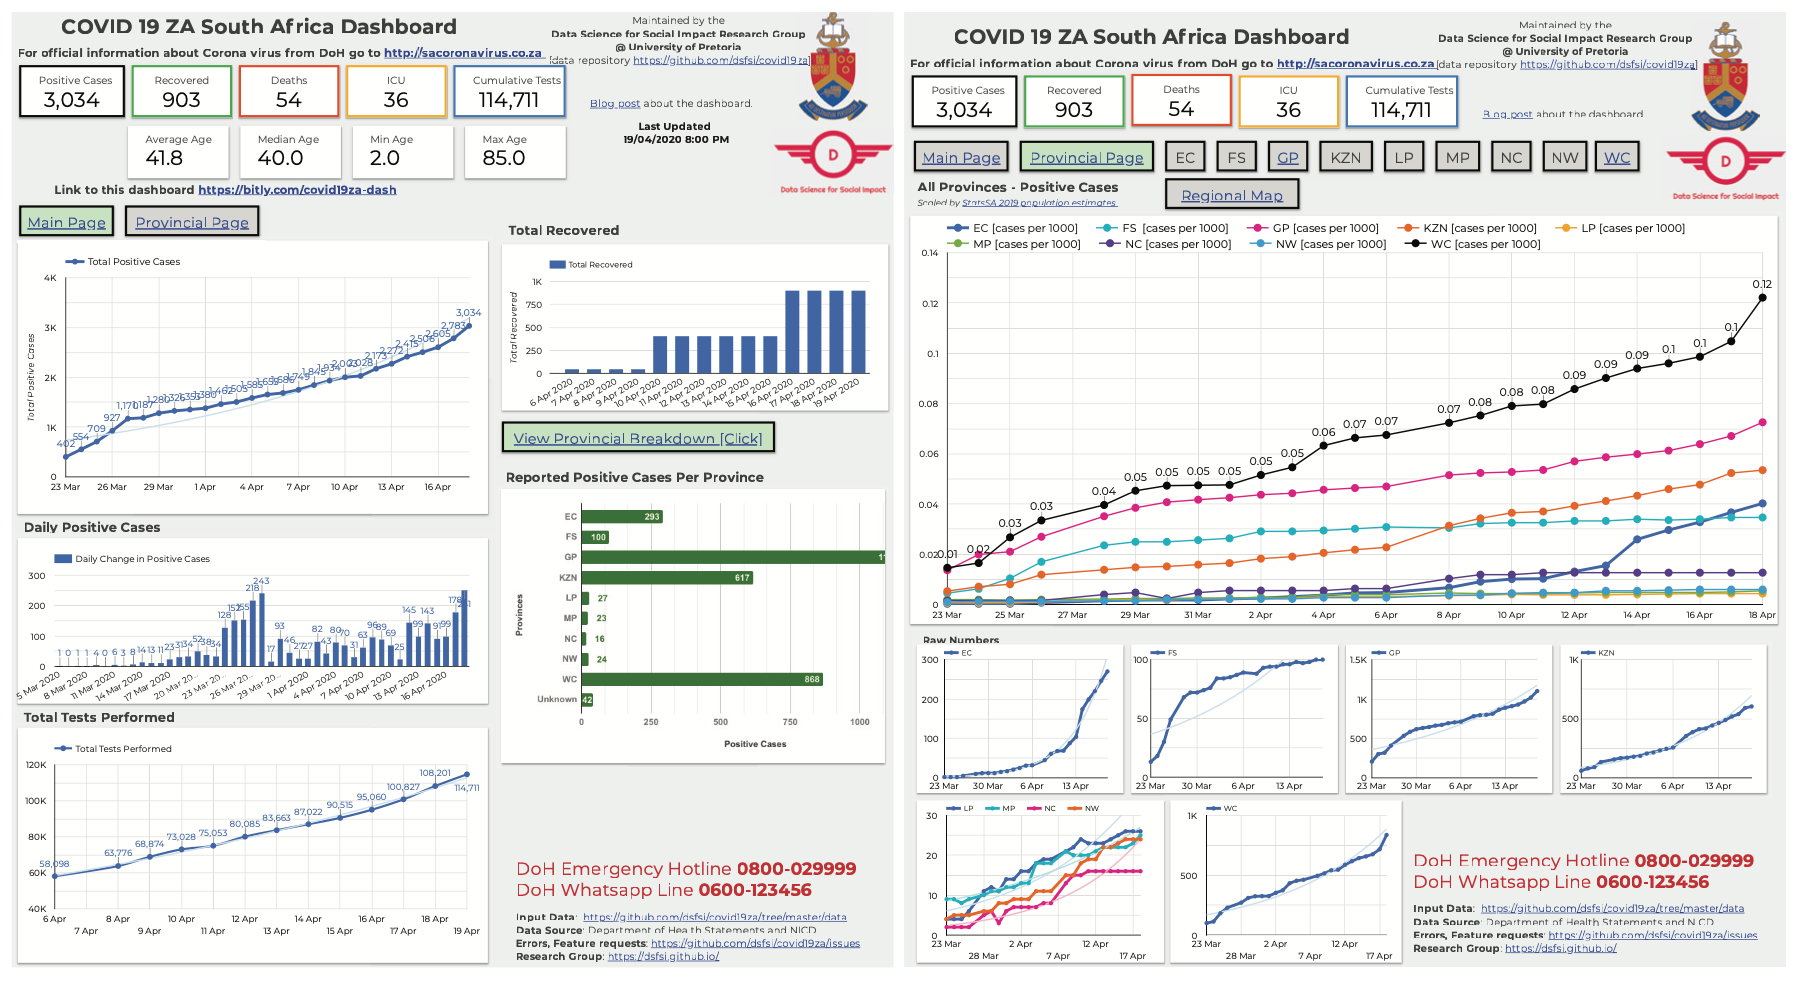 COVID 19 ZA South Africa Dashboard
For official information about Corona virus from DoH go to http://sacoronavirus.co.za
Maintained by the
Data Science for Social Impact Research Group
@ University of Pretoria
[data repository https://github.com/dsfsi/covid19za]
Positive Cases
3,034
Recovered
903
Deaths
54
ICU
36
Cumulative Tests
114,711
Blog post about the dashboard.
Average Age
41.8
Median Age
40.0
Min Age
2.0
Max Age
85.0
Last Updated
19/04/2020 8:00 PM
D
Data Science for Social Impact
Link to this dashboard https://bitly.com/covid19za-dash
Main Page
Provincial Page
Total Positive Cases
Total Positive Cases
4K
3K
2K
1K
0
402
554
709
927
1,170
1,187
1,280
1,326
1,353
1,380
1,462
1,505
1,585
1,655
1,686
1,749
1,845
1,934
2,003
2,028
2,173
2,272
2,415
2,506
2,605
2,783
3,034
23 Mar 26 Mar 29 Mar 1 Apr 4 Apr 7 Apr 10 Apr 13 Apr 16 Apr
Daily Positive Cases
Daily Change in Positive Cases
300
200
100
0
1 0 1 1 4 0 6 3 8 14 13 11 23 31 34 52 38 34 128 152 155 218 243 17 93 46 27 27 82 43 80 70 31 63 96 89 69 25 145 99 143 91 99 178 251
5 Mar 2020 8 Mar 2020 11 Mar 2020 14 Mar 2020 17 Mar 2020 20 Mar 20... 23 Mar 20... 26 Mar 20... 29 Mar 20... 1 Apr 2020 4 Apr 2020 7 Apr 2020 10 Apr 2020 13 Apr 2020 16 Apr 2020
Total Tests Performed
Total Tests Performed
120K
100K
80K
60K
40K
58,098
63,776
68,874
73,028
75,053
80,085
83,663
87,022
90,515
95,060
100,827
108,201
114,711
6 Apr 8 Apr 10 Apr 12 Apr 14 Apr 16 Apr 18 Apr
7 Apr 9 Apr 11 Apr 13 Apr 15 Apr 17 Apr 19 Apr
Total Recovered
Total Recovered
Total Recovered
1K
750
500
250
0
6 Apr 2020 7 Apr 2020 8 Apr 2020 9 Apr 2020 10 Apr 2020 11 Apr 2020 12 Apr 2020 13 Apr 2020 14 Apr 2020 15 Apr 2020 16 Apr 2020 17 Apr 2020 18 Apr 2020 19 Apr 2020
View Provincial Breakdown [Click]
Reported Positive Cases Per Province
Provinces
EC 293
FS 100
GP
KZN 617
LP 27
MP 23
NC 16
NW 24
WC 868
Unknown 42
0 250 500 750 1000
Positive Cases
DoH Emergency Hotline 0800-029999
DoH Whatsapp Line 0600-123456
Input Data: https://github.com/dsfsi/covid19za/tree/master/data
Data Source: Department of Health Statements and NICD
Errors, Feature requests: https://github.com/dsfsi/covid19za/issues
Research Group: https://dsfsi.github.io/
COVID 19 ZA South Africa Dashboard
For official information about Corona virus from DoH go to http://sacoronavirus.co.za
Maintained by the
Data Science for Social Impact Research Group
@ University of Pretoria
[data repository https://github.com/dsfsi/covid19za]
Positive Cases
3,034
Recovered
903
Deaths
54
ICU
36
Cumulative Tests
114,711
Blog post about the dashboard
Main Page
Provincial Page
EC
FS
GP
KZN
LP
MP
NC
NW
WC
D
Data Science for Social Impact
All Provinces - Positive Cases
Scaled by StatsSA 2019 population estimates
Regional Map
EC [cases per 1000] FS [cases per 1000] GP [cases per 1000] KZN [cases per 1000] LP [cases per 1000]
MP [cases per 1000] NC [cases per 1000] NW [cases per 1000] WC [cases per 1000]
0.14
0.12
0.1
0.08
0.06
0.04
0.02
0
0.01 0.02 0.03 0.03 0.04 0.05 0.05 0.05 0.05 0.05 0.05 0.06 0.07 0.07 0.07 0.08 0.08 0.08 0.09 0.09 0.09 0.1 0.1 0.1 0.12
23 Mar 25 Mar 27 Mar 29 Mar 31 Mar 2 Apr 4 Apr 6 Apr 8 Apr 10 Apr 12 Apr 14 Apr 16 Apr 18 Apr
Raw Numbers
EC
300
200
100
0
23 Mar 30 Mar 6 Apr 13 Apr
FS
100
50
0
23 Mar 30 Mar 6 Apr 13 Apr
GP
1.5K
1K
500
0
23 Mar 30 Mar 6 Apr 13 Apr
KZN
1K
500
0
23 Mar 30 Mar 6 Apr 13 Apr
LP MP NC NW
30
20
10
0
23 Mar 2 Apr 12 Apr
28 Mar 7 Apr 17 Apr
WC
1K
500
0
23 Mar 2 Apr 12 Apr
28 Mar 7 Apr 17 Apr
DoH Emergency Hotline 0800-029999
DoH Whatsapp Line 0600-123456
Input Data: https://github.com/dsfsi/covid19za/tree/master/data
Data Source: Department of Health Statements and NICD
Errors, Feature requests: https://github.com/dsfsi/covid19za/issues
Research Group: https://dsfsi.github.io/